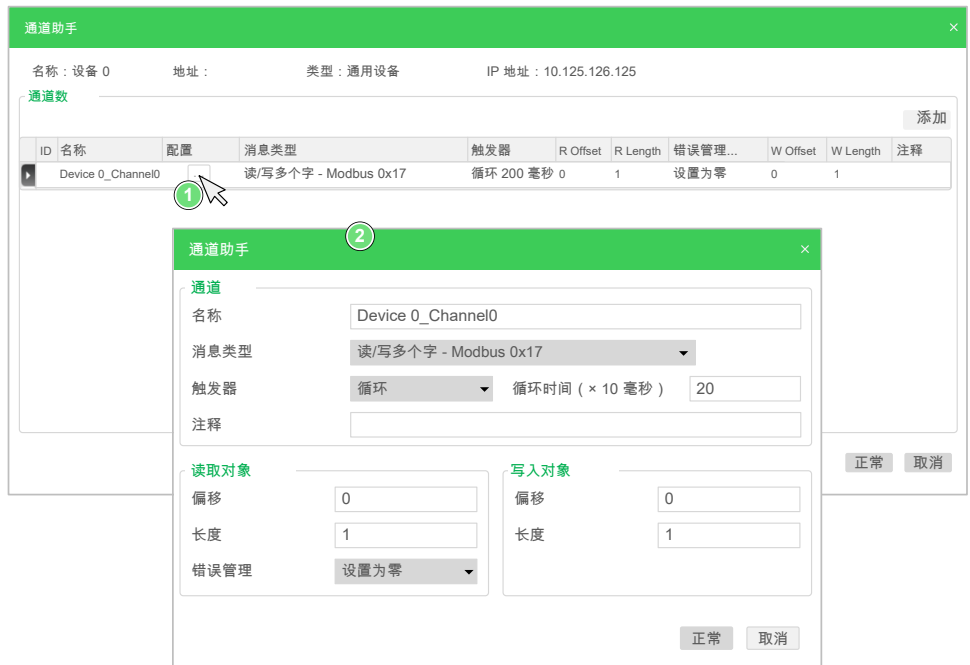 通道助手 ×
名称：设备 0 地址： 类型：通用设备 IP 地址：10.125.126.125
通道数
添加
ID 名称 配置 消息类型 触发器 R Offset R Length 错误管理... W Offset W Length 注释
Device 0_Channel0 ... 读/写多个字 - Modbus 0x17 循环 200 毫秒 0 1 设置为零 0 1
1
2
通道助手 ×
通道
名称 Device 0_Channel0
消息类型 读/写多个字 - Modbus 0x17
触发器 循环 循环时间（× 10 毫秒） 20
注释
读取对象 写入对象
偏移 0 偏移 0
长度 1 长度 1
错误管理 设置为零
正常 取消
正常 取消